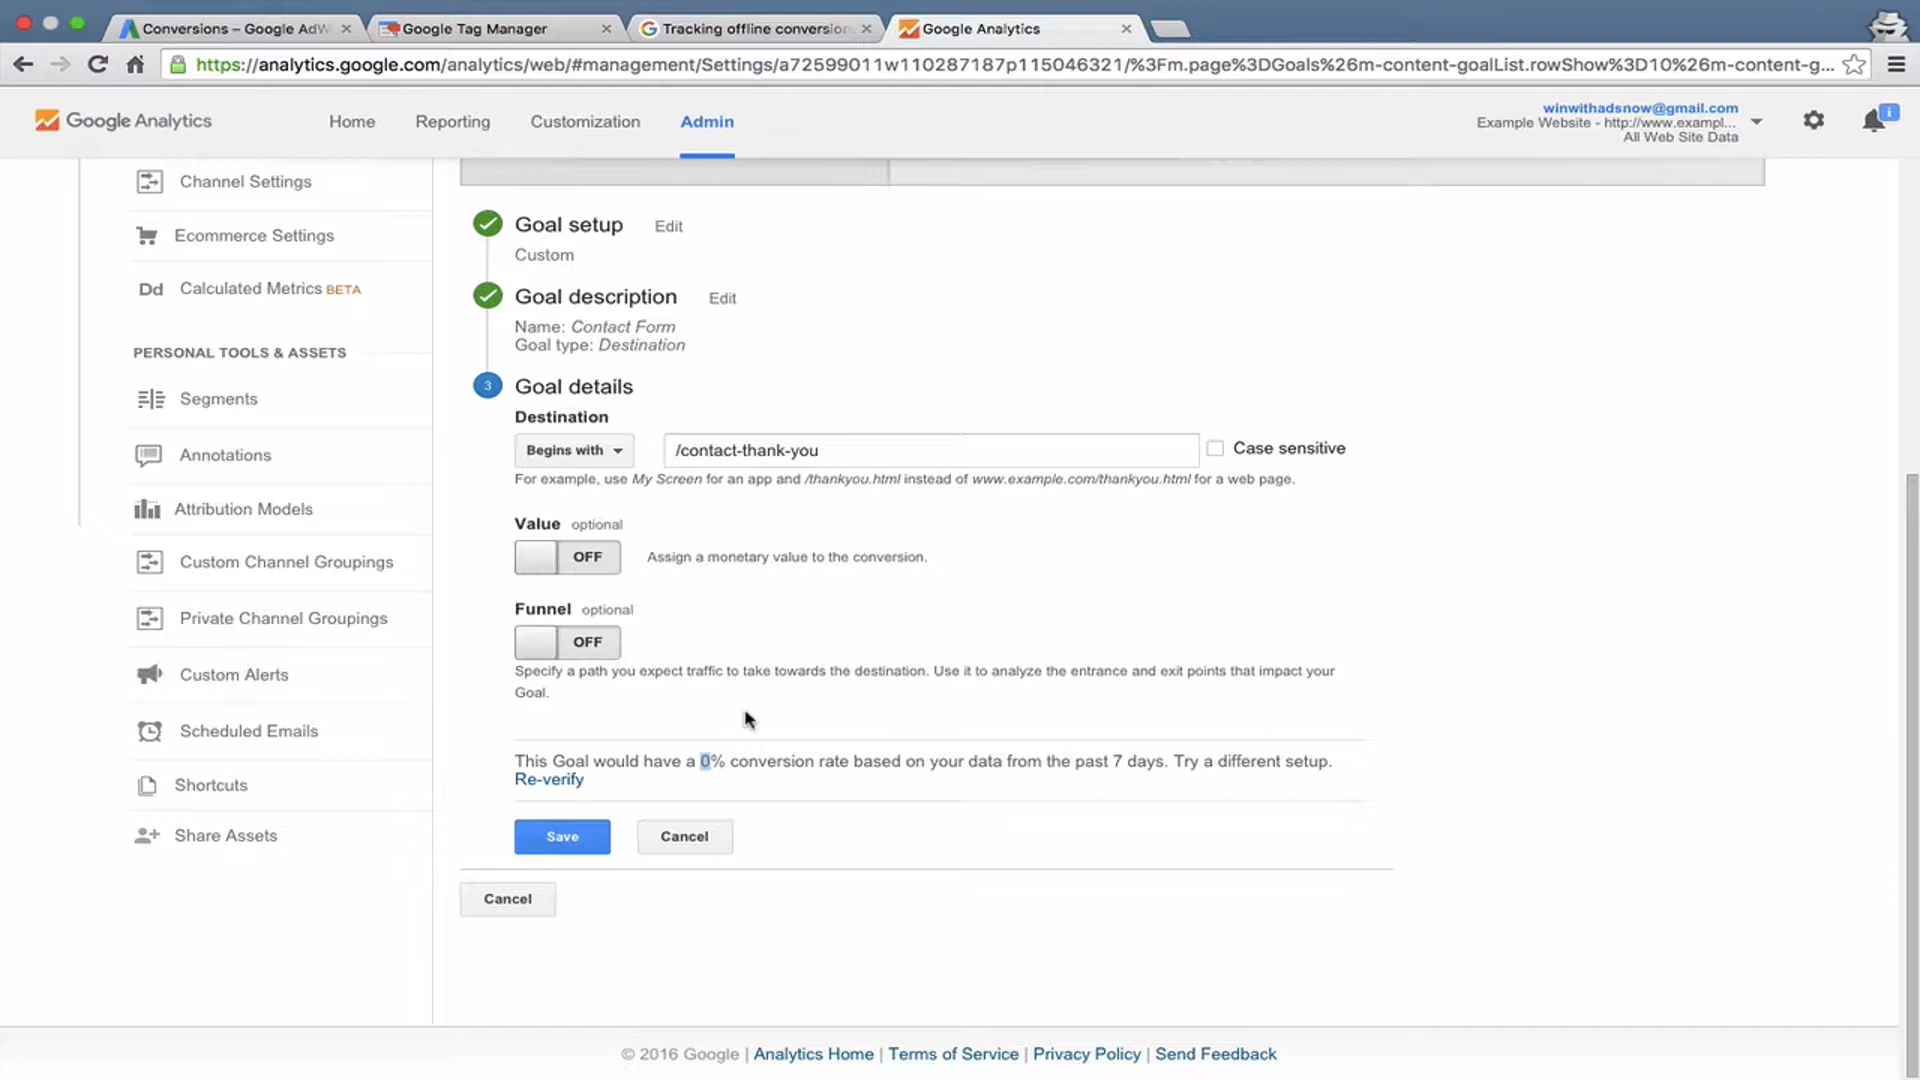 Conversions – Google AdW
Google Tag Manager
Tracking offline conversion
Google Analytics
https://analytics.google.com/analytics/web/#management/Settings/a72599011w110287187p115046321/%3Fm.page%3DGoals%26m-content-goalList.rowShow%3D10%26m-content-g...
Google Analytics
Home
Reporting
Customization
Admin
winwithadsnow@gmail.com
Example Website - http://www.exampl...
All Web Site Data
i
Channel Settings
Ecommerce Settings
Dd Calculated Metrics BETA
PERSONAL TOOLS & ASSETS
Segments
Annotations
Attribution Models
Custom Channel Groupings
Private Channel Groupings
Custom Alerts
Scheduled Emails
Shortcuts
Share Assets
Goal setup Edit
Custom
Goal description Edit
Name: Contact Form
Goal type: Destination
3 Goal details
Destination
Begins with /contact-thank-you Case sensitive
For example, use My Screen for an app and /thankyou.html instead of www.example.com/thankyou.html for a web page.
Value optional
OFF Assign a monetary value to the conversion.
Funnel optional
OFF
Specify a path you expect traffic to take towards the destination. Use it to analyze the entrance and exit points that impact your
Goal.
This Goal would have a 0% conversion rate based on your data from the past 7 days. Try a different setup.
Re-verify
Save Cancel
Cancel
© 2016 Google | Analytics Home | Terms of Service | Privacy Policy | Send Feedback